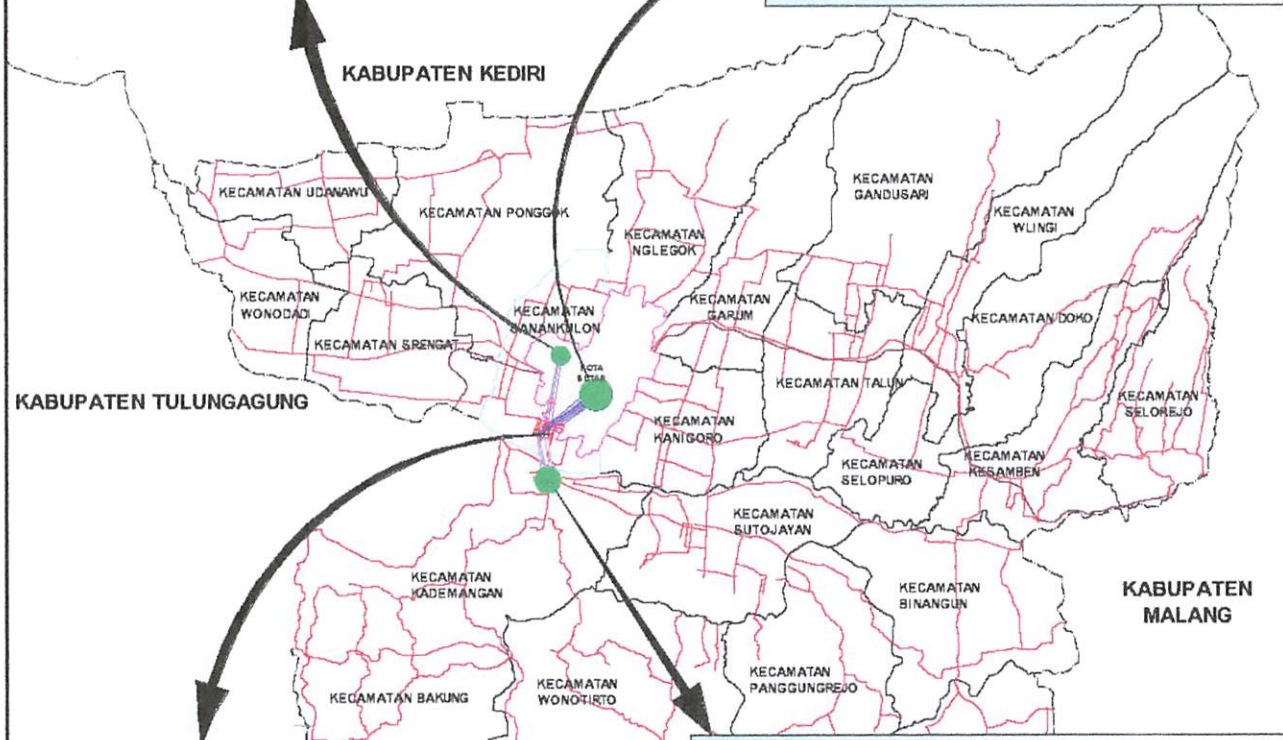 KABUPATEN KEDIRI
KECAMATAN UDANAWU
KECAMATAN PONGGOK
KECAMATAN
GANDUSARI
KECAMATAN
WLINGI
KECAMATAN
NGLEGOK
KECAMATAN
WONODADI
KECAMATAN
SANANKULON
KECAMATAN
GARUM
KECAMATAN DOKO
KECAMATAN SRENGAT
KOTA
BLITAR
KECAMATAN TALUN
KABUPATEN TULUNGAGUNG
KECAMATAN
SELOREJO
KECAMATAN
KANIGORO
KECAMATAN
SELOPURO
KECAMATAN
KESAMBEN
KECAMATAN
SUTOJAYAN
KECAMATAN
KADEMANGAN
KECAMATAN
BINANGUN
KABUPATEN
MALANG
KECAMATAN BAKUNG
KECAMATAN
WONOTIRTO
KECAMATAN
PANGGUNGREJO